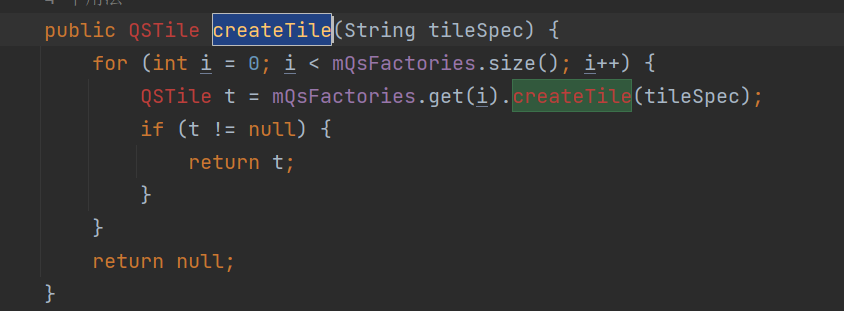 public QSTile createTile(String tileSpec) {
for (int i = 0; i < mQsFactories.size(); i++) {
QSTile t = mQsFactories.get(i).createTile(tileSpec);
if (t != null) {
return t;
}
}
return null;
}